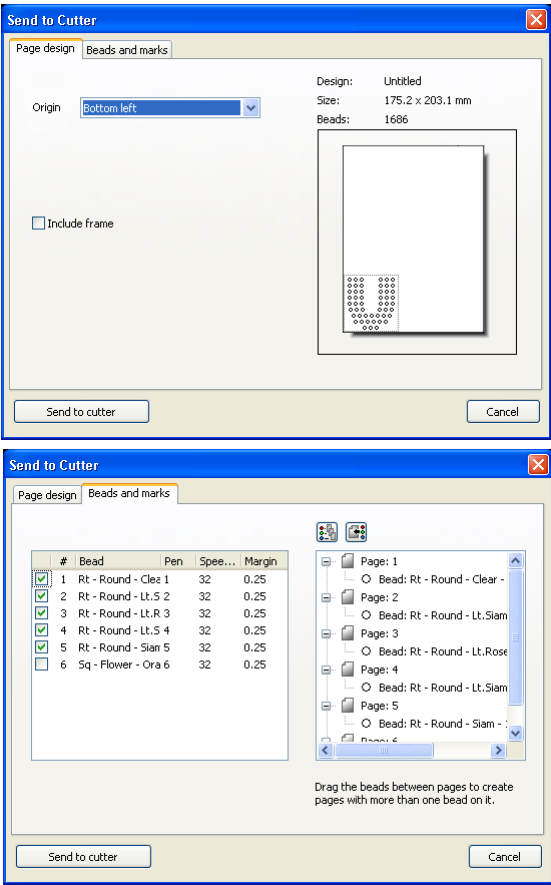 Send to Cutter
Page design Beads and marks
Design: Untitled
Origin Bottom left Size: 175.2 x 203.1 mm
Beads: 1686
Include frame
Send to cutter Cancel
Send to Cutter
Page design Beads and marks
# Bead Pen Spee... Margin
1 Rt - Round - Clea 1 32 0.25
2 Rt - Round - Lt.S 2 32 0.25
3 Rt - Round - Lt.R 3 32 0.25
4 Rt - Round - Lt.S 4 32 0.25
5 Rt - Round - Siam 5 32 0.25
6 Sq - Flower - Ora 6 32 0.25
Page: 1
Bead: Rt - Round - Clear -
Page: 2
Bead: Rt - Round - Lt.Siam
Page: 3
Bead: Rt - Round - Lt.Rose
Page: 4
Bead: Rt - Round - Lt.Siam
Page: 5
Bead: Rt - Round - Siam -
Page: 6
Drag the beads between pages to create
pages with more than one bead on it.
Send to cutter Cancel